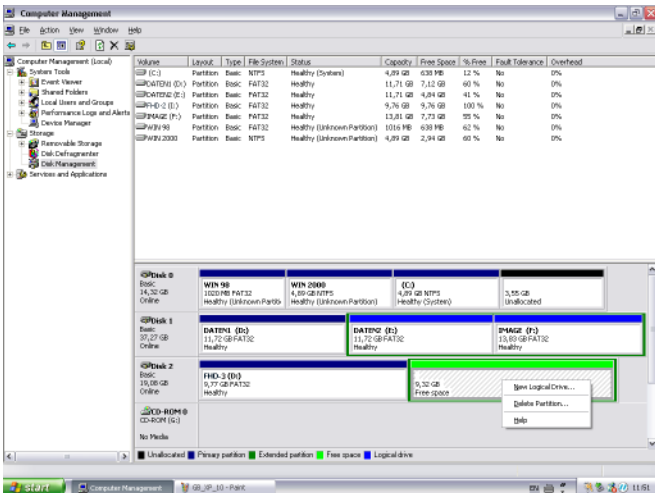 Computer Management
File Action View Window Help
Computer Management (Local)
System Tools
Event Viewer
Shared Folders
Local Users and Groups
Performance Logs and Alerts
Device Manager
Storage
Removable Storage
Disk Defragmenter
Disk Management
Services and Applications
Volume Layout Type File System Status Capacity Free Space % Free Fault Tolerance Overhead
(C:) Partition Basic NTFS Healthy (System) 4,89 GB 638 MB 12 % No 0%
DATEN1 (D:) Partition Basic FAT32 Healthy 11,71 GB 7,12 GB 60 % No 0%
DATEN2 (E:) Partition Basic FAT32 Healthy 11,71 GB 4,84 GB 41 % No 0%
FHD-2 (I:) Partition Basic FAT32 Healthy 9,76 GB 9,76 GB 100 % No 0%
IMAGE (F:) Partition Basic FAT32 Healthy 13,81 GB 7,73 GB 55 % No 0%
WIN 98 Partition Basic FAT32 Healthy (Unknown Partition) 1016 MB 638 MB 62 % No 0%
WIN 2000 Partition Basic FAT32 Healthy (Unknown Partition) 4,89 GB 2,94 GB 60 % No 0%
Disk 0
Basic
14,32 GB
Online
WIN 98
1020 MB FAT32
Healthy (Unknown Partiti
WIN 2000
4,89 GB NTFS
Healthy (Unknown Partition)
(C:)
4,89 GB NTFS
Healthy (System)
3,55 GB
Unallocated
Disk 1
Basic
37,27 GB
Online
DATEN1 (D:)
11,72 GB FAT32
Healthy
DATEN2 (E:)
11,72 GB FAT32
Healthy
IMAGE (F:)
13,83 GB FAT32
Healthy
Disk 2
Basic
19,08 GB
Online
9,77 GB FAT32
Healthy
9,32 GB
Free space
New Logical Drive...
Delete Partition...
Help
CD-ROM 0
CD-ROM (G:)
No Media
Unallocated Primary partition Extended partition Free space Logical drive
start Computer Management GB_XP_10 - Paint EN 11:51